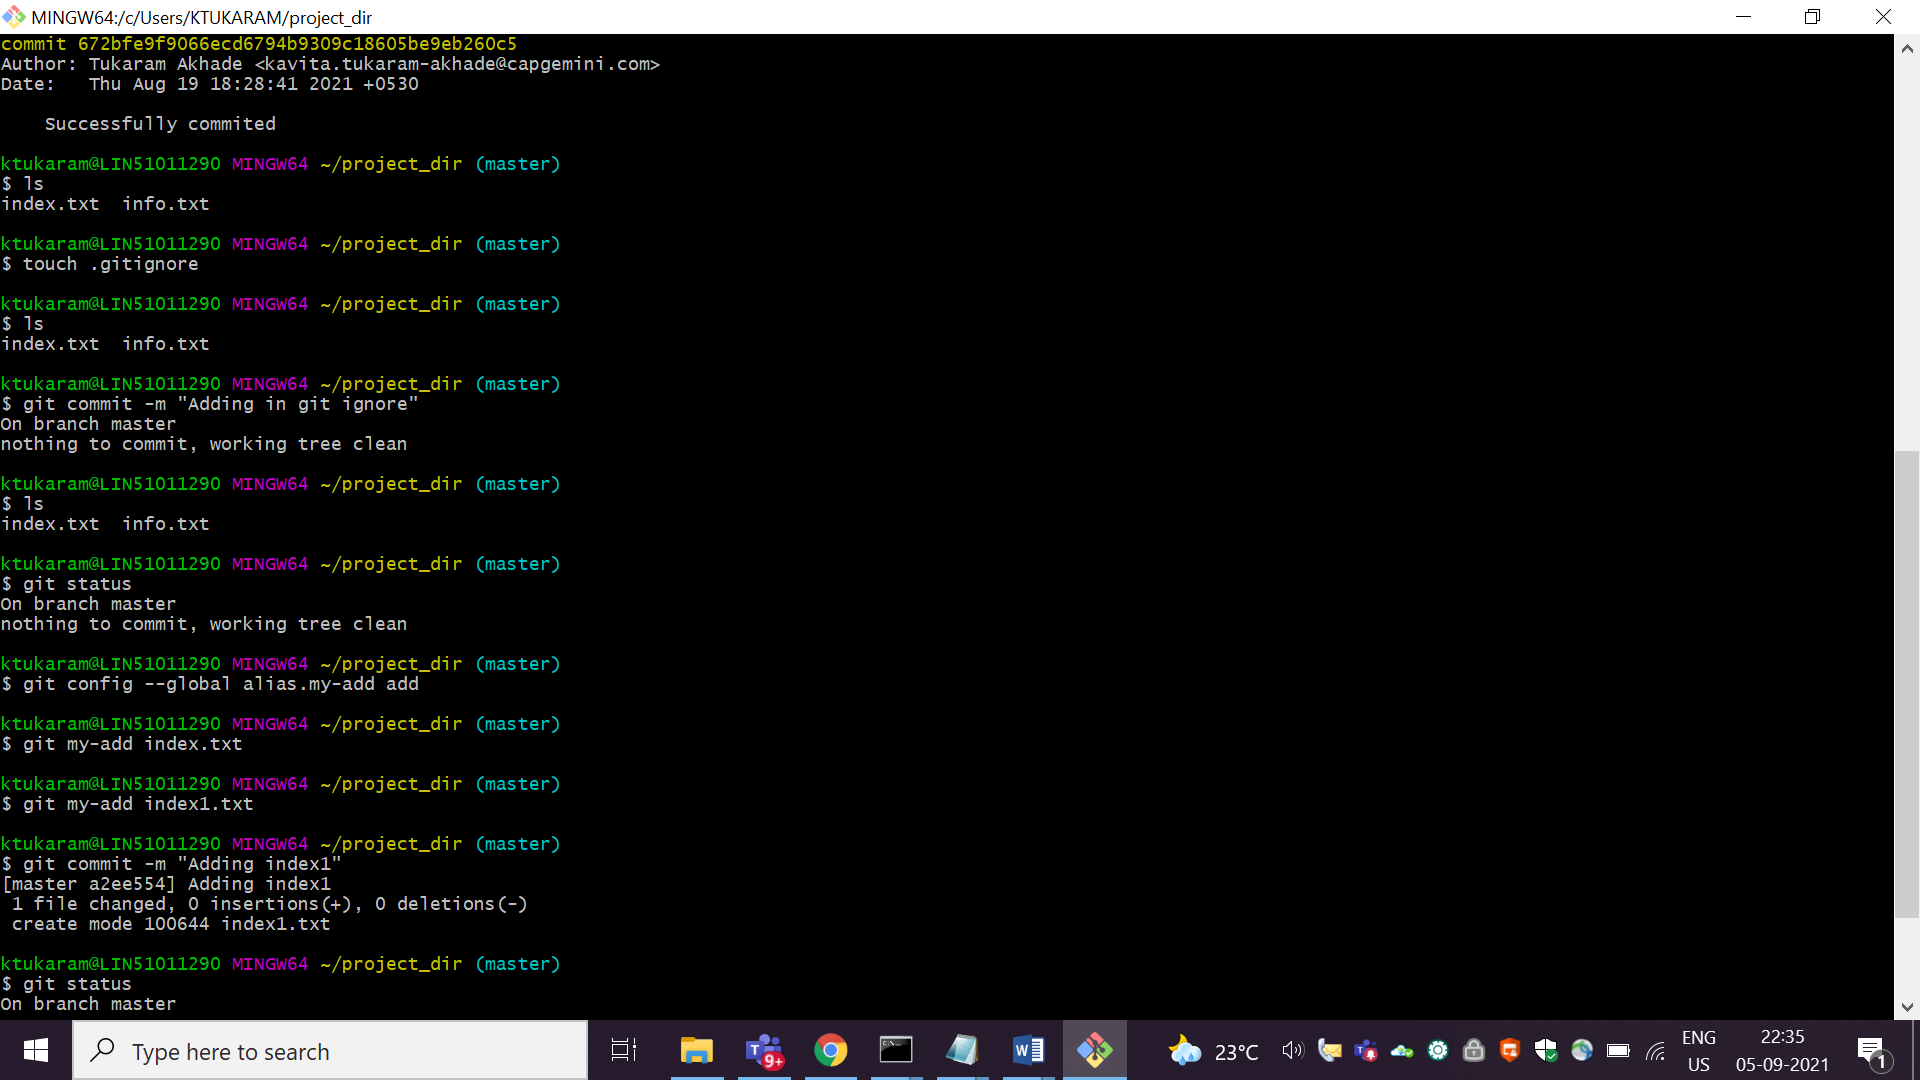 MINGW64:/c/Users/KTUKARAM/project_dir
commit 672bfe9f9066ecd6794b9309c18605be9eb260c5
Author: Tukaram Akhade <kavita.tukaram-akhade@capgemini.com>
Date:   Thu Aug 19 18:28:41 2021 +0530
Successfully commited
ktukaram@LIN51011290 MINGW64 ~/project_dir (master)
$ ls
index.txt  info.txt
ktukaram@LIN51011290 MINGW64 ~/project_dir (master)
$ touch .gitignore
ktukaram@LIN51011290 MINGW64 ~/project_dir (master)
$ ls
index.txt  info.txt
ktukaram@LIN51011290 MINGW64 ~/project_dir (master)
$ git commit -m "Adding in git ignore"
On branch master
nothing to commit, working tree clean
ktukaram@LIN51011290 MINGW64 ~/project_dir (master)
$ ls
index.txt  info.txt
ktukaram@LIN51011290 MINGW64 ~/project_dir (master)
$ git status
On branch master
nothing to commit, working tree clean
ktukaram@LIN51011290 MINGW64 ~/project_dir (master)
$ git config --global alias.my-add add
ktukaram@LIN51011290 MINGW64 ~/project_dir (master)
$ git my-add index.txt
ktukaram@LIN51011290 MINGW64 ~/project_dir (master)
$ git my-add index1.txt
ktukaram@LIN51011290 MINGW64 ~/project_dir (master)
$ git commit -m "Adding index1"
[master a2ee554] Adding index1
1 file changed, 0 insertions(+), 0 deletions(-)
create mode 100644 index1.txt
ktukaram@LIN51011290 MINGW64 ~/project_dir (master)
$ git status
On branch master
Type here to search
9+
23°C
ENG
US
22:35
05-09-2021
1